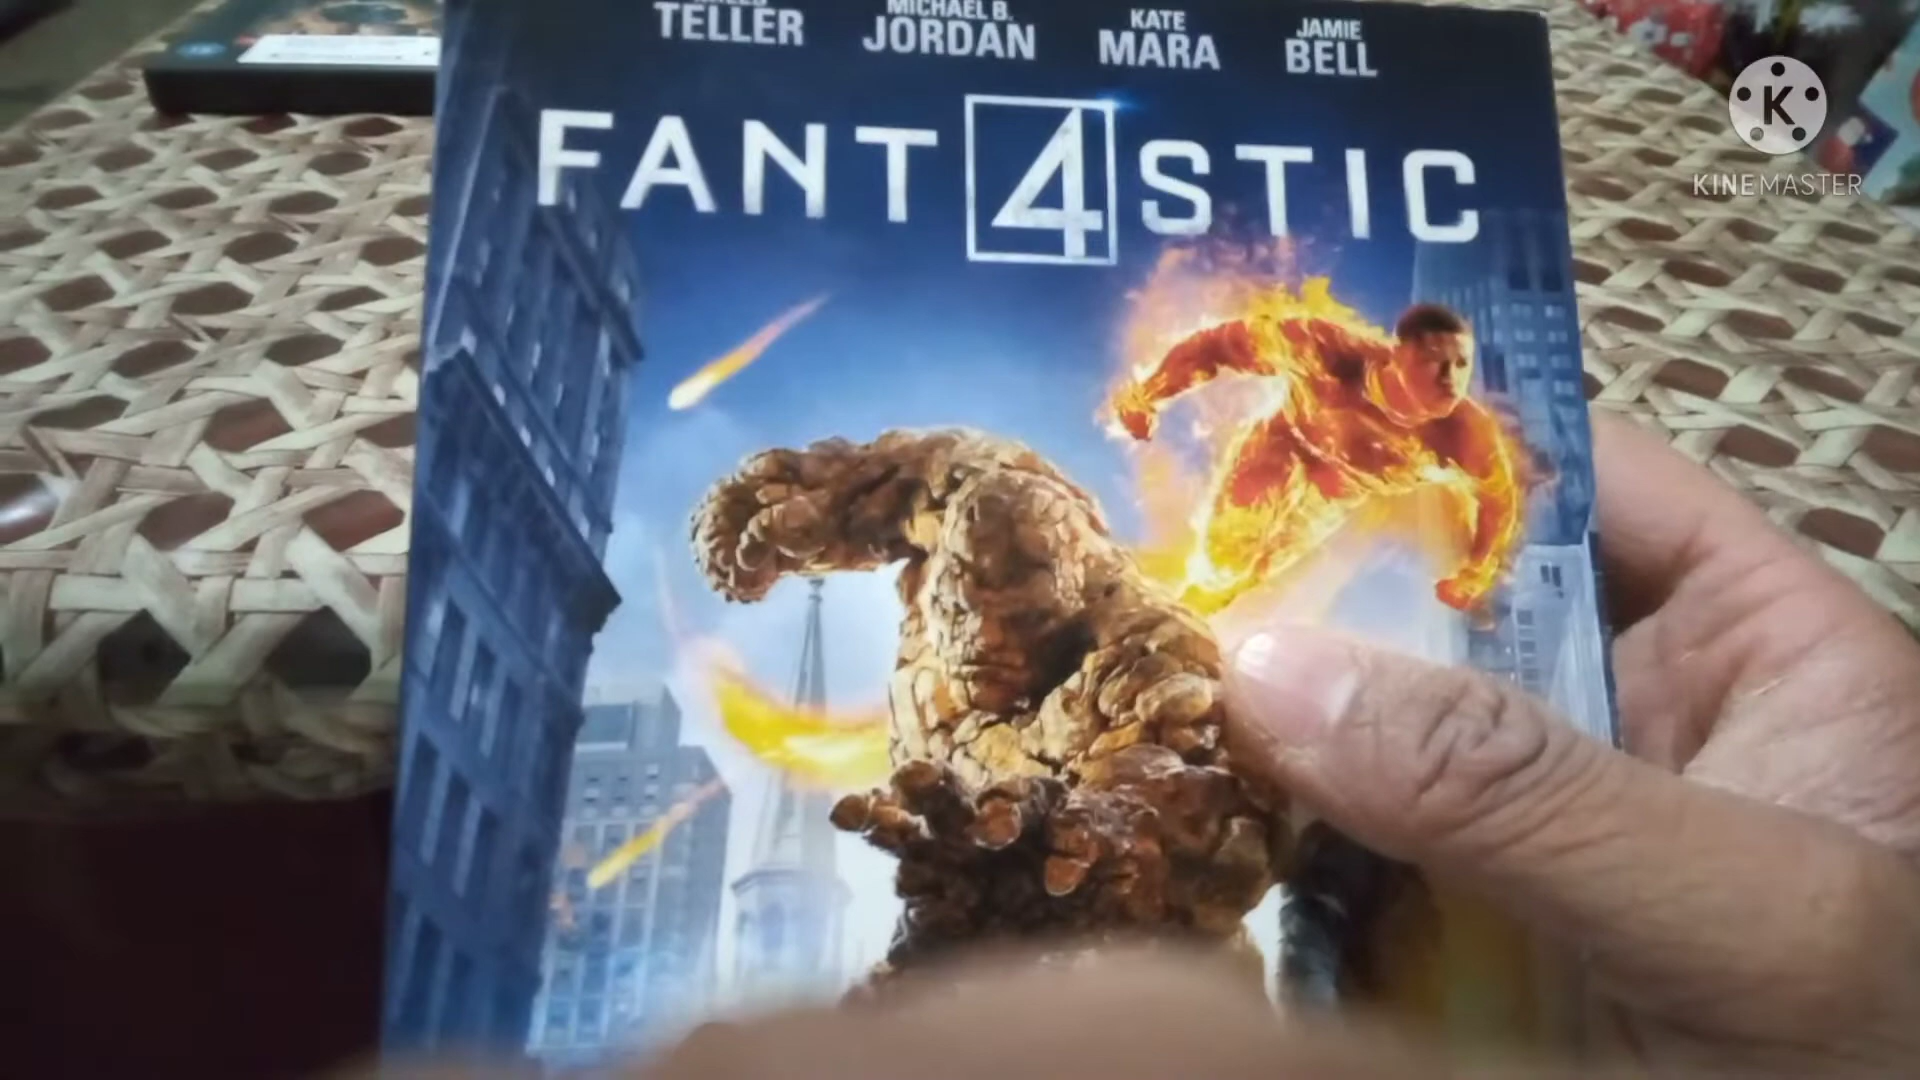 TELLER
MICHAEL B.
JORDAN
KATE
MARA
JAMIE
BELL
FANT4STIC
K
KINEMASTER